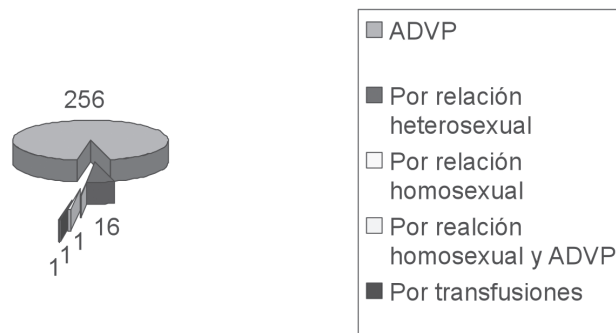 256
16
1
1
1
ADVP
Por relación
heterosexual
Por relación
homosexual
Por realción
homosexual y ADVP
Por transfusiones